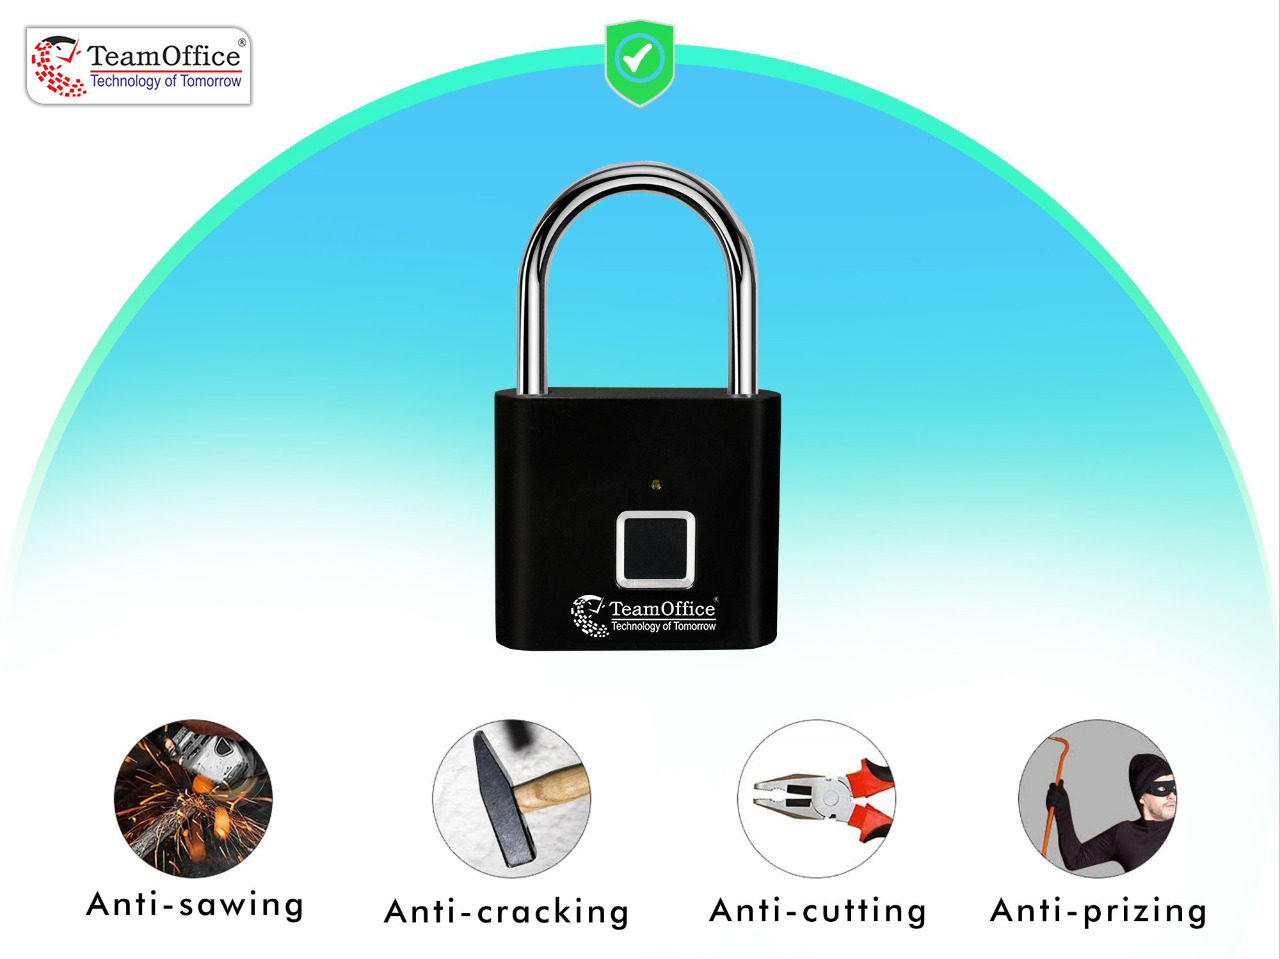 TeamOffice®
Technology of Tomorrow
TeamOffice®
Technology of Tomorrow
Anti-sawing
Anti-cracking
Anti-cutting
Anti-prizing